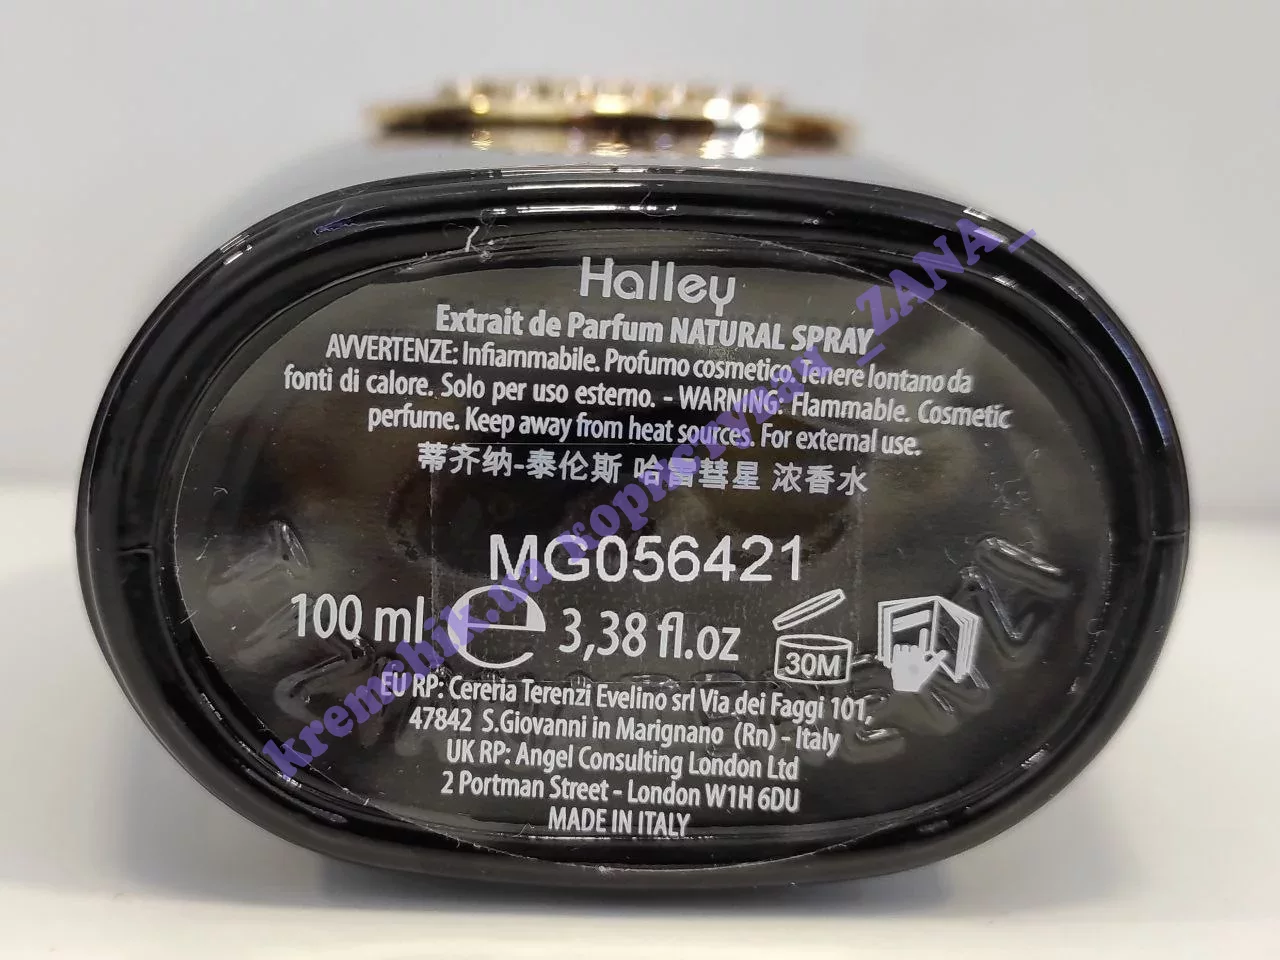 Halley
Extrait de Parfum NATURAL SPRAY
AVVERTENZE: Infiammabile. Profumo cosmetico. Tenere lontano da
fonti di calore. Solo per uso esterno. - WARNING: Flammable. Cosmetic
perfume. Keep away from heat sources. For external use.
蒂齐纳-泰伦斯 哈雷彗星 浓香水
MG056421
100 ml e 3,38 fl.oz
30M
EU RP: Cereria Terenzi Evelino srl Via dei Faggi 101,
47842 S.Giovanni in Marignano (Rn) - Italy
UK RP: Angel Consulting London Ltd
2 Portman Street - London W1H 6DU
MADE IN ITALY
kremchik.ua
_ZANA_